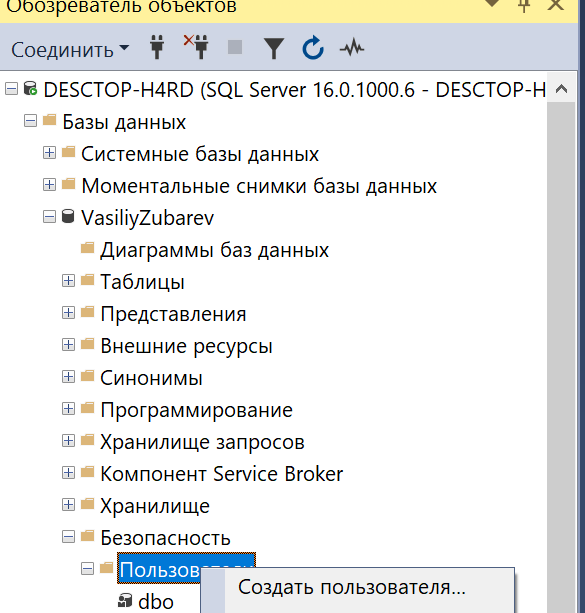 Обозреватель объектов
Соединить
DESCTOP-H4RD (SQL Server 16.0.1000.6 - DESCTOP-H
Базы данных
Системные базы данных
Моментальные снимки базы данных
VasiliyZubarev
Диаграммы баз данных
Таблицы
Представления
Внешние ресурсы
Синонимы
Программирование
Хранилище запросов
Компонент Service Broker
Хранилище
Безопасность
Создать пользователя...
dbo